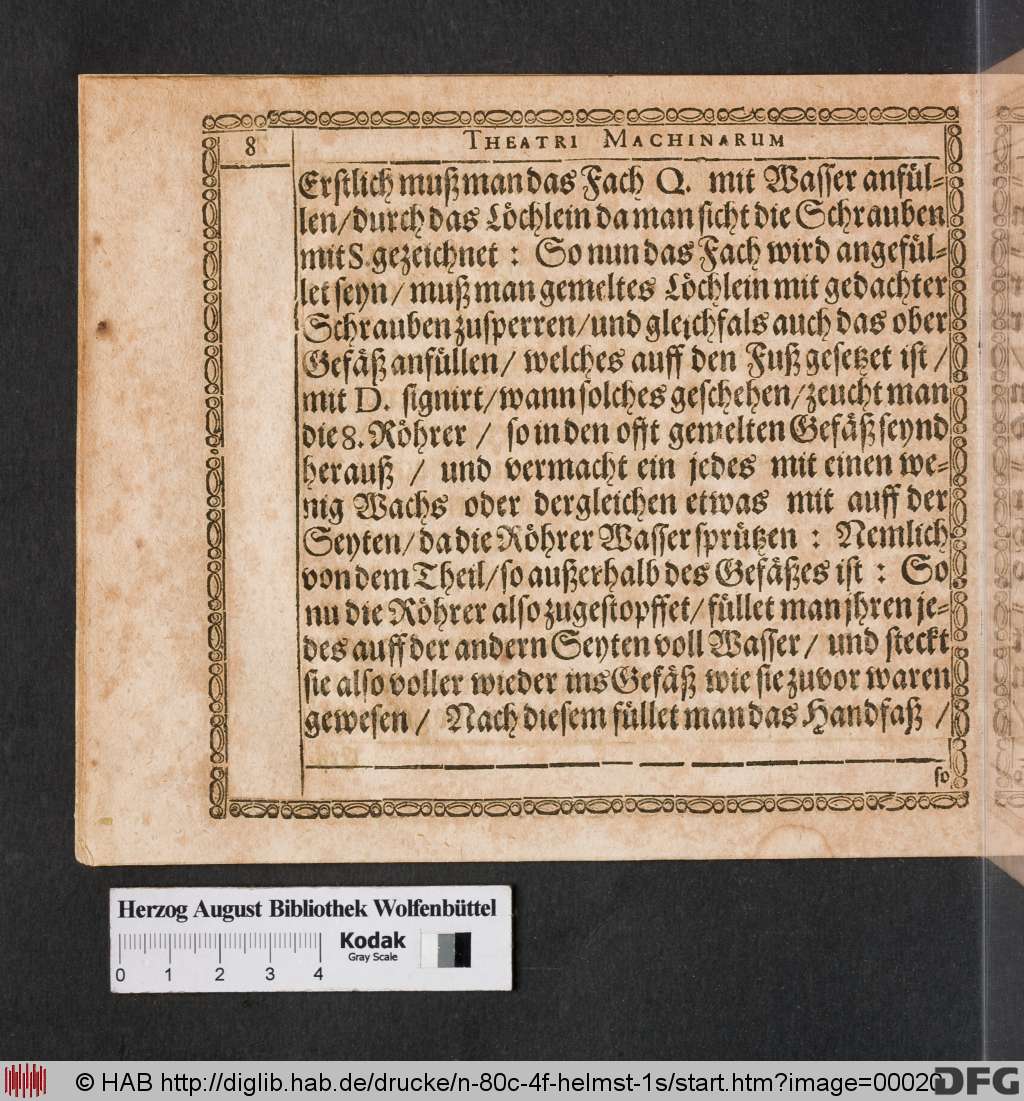 8
THEATRI MACHINARUM
Erstlich muß man das Fach Q. mit Wasser anfül-
len/durch das Löchlein da man sicht die Schrauben
mit S gezeichnet : So nun das Fach wird angefül-
let seyn/ muß man gemeltes Löchlein mit gedachter
Schrauben zusperren/und gleichfals auch das ober
Gefäß anfüllen/ welches auff den Fuß gesetzet ist /
mit D. signirt/wann solches geschehen/zeucht man
die 8. Röhrer / so in den offt gemelten Gefäß seynd
herauß / und vermacht ein jedes mit einen we-
nig Wachs oder dergleichen etwas mit auff der
Seyten/da die Röhrer Wasser sprützen : Nemlich
von dem Theil/so außerhalb des Gefäßes ist : So
nu die Röhrer also zugestopffet/füllet man jhren je-
des auff der andern Seyten voll Wasser/ und steckt
sie also voller wieder ins Gefäß wie sie zuvor waren
gewesen / Nach diesem füllet man das Handfaß /
so
Herzog August Bibliothek Wolfenbüttel
0 1 2 3 4
Kodak
Gray Scale
© HAB http://diglib.hab.de/drucke/n-80c-4f-helmst-1s/start.htm?image=00020
DFG